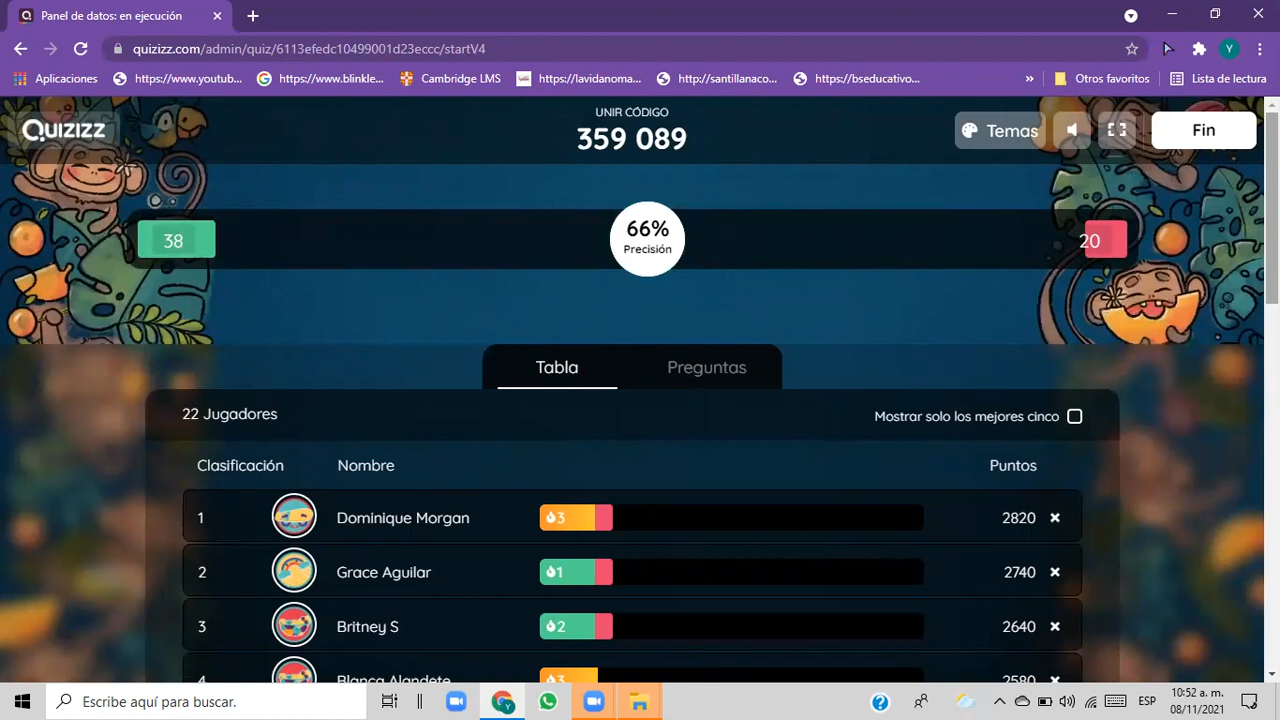 Panel de datos: en ejecución
quizizz.com/admin/quiz/6113efedc10499001d23eccc/startV4
Y
Aplicaciones
https://www.youtub...
https://www.blinkle...
Cambridge LMS
https://lavidanoma...
http://santillanaco...
https://bseducativo...
»
Otros favoritos
Lista de lectura
Quizizz
UNIR CÓDIGO
359 089
Temas
Fin
38
66%
Precisión
20
Tabla
Preguntas
22 Jugadores
Mostrar solo los mejores cinco
Clasificación
Nombre
Puntos
1
Dominique Morgan
3
2820
2
Grace Aguilar
1
2740
3
Britney S
2
2640
4
Blanca Alandete
3
2580
Escribe aquí para buscar.
ESP
10:52 a. m.
08/11/2021